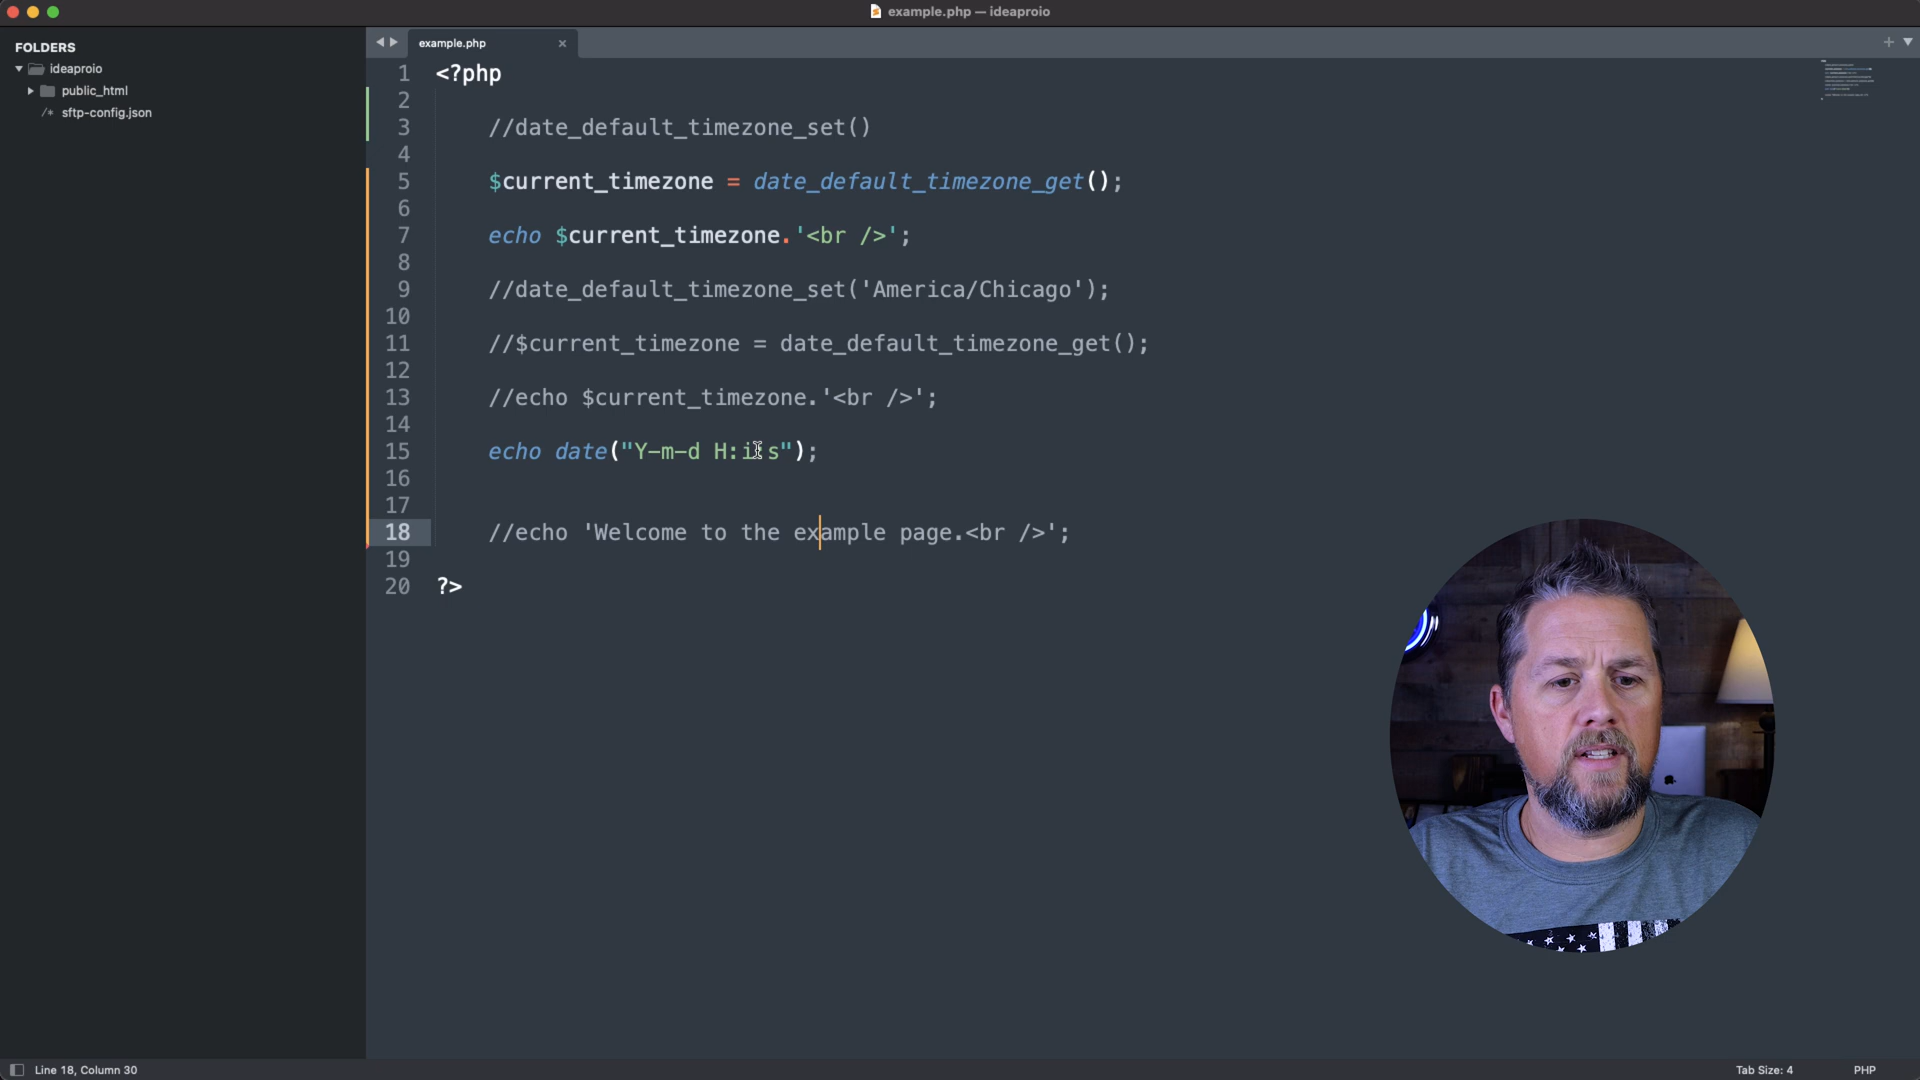 example.php — ideaproio
FOLDERS
ideaproio
public_html
/* sftp-config.json
example.php
1 <?php
2
3 //date_default_timezone_set()
4
5 $current_timezone = date_default_timezone_get();
6
7 echo $current_timezone.'<br />';
8
9 //date_default_timezone_set('America/Chicago');
10
11 //$current_timezone = date_default_timezone_get();
12
13 //echo $current_timezone.'<br />';
14
15 echo date("Y-m-d H:i:s");
16
17
18 //echo 'Welcome to the example page.<br />';
19
20 ?>
Line 18, Column 30
Tab Size: 4
PHP